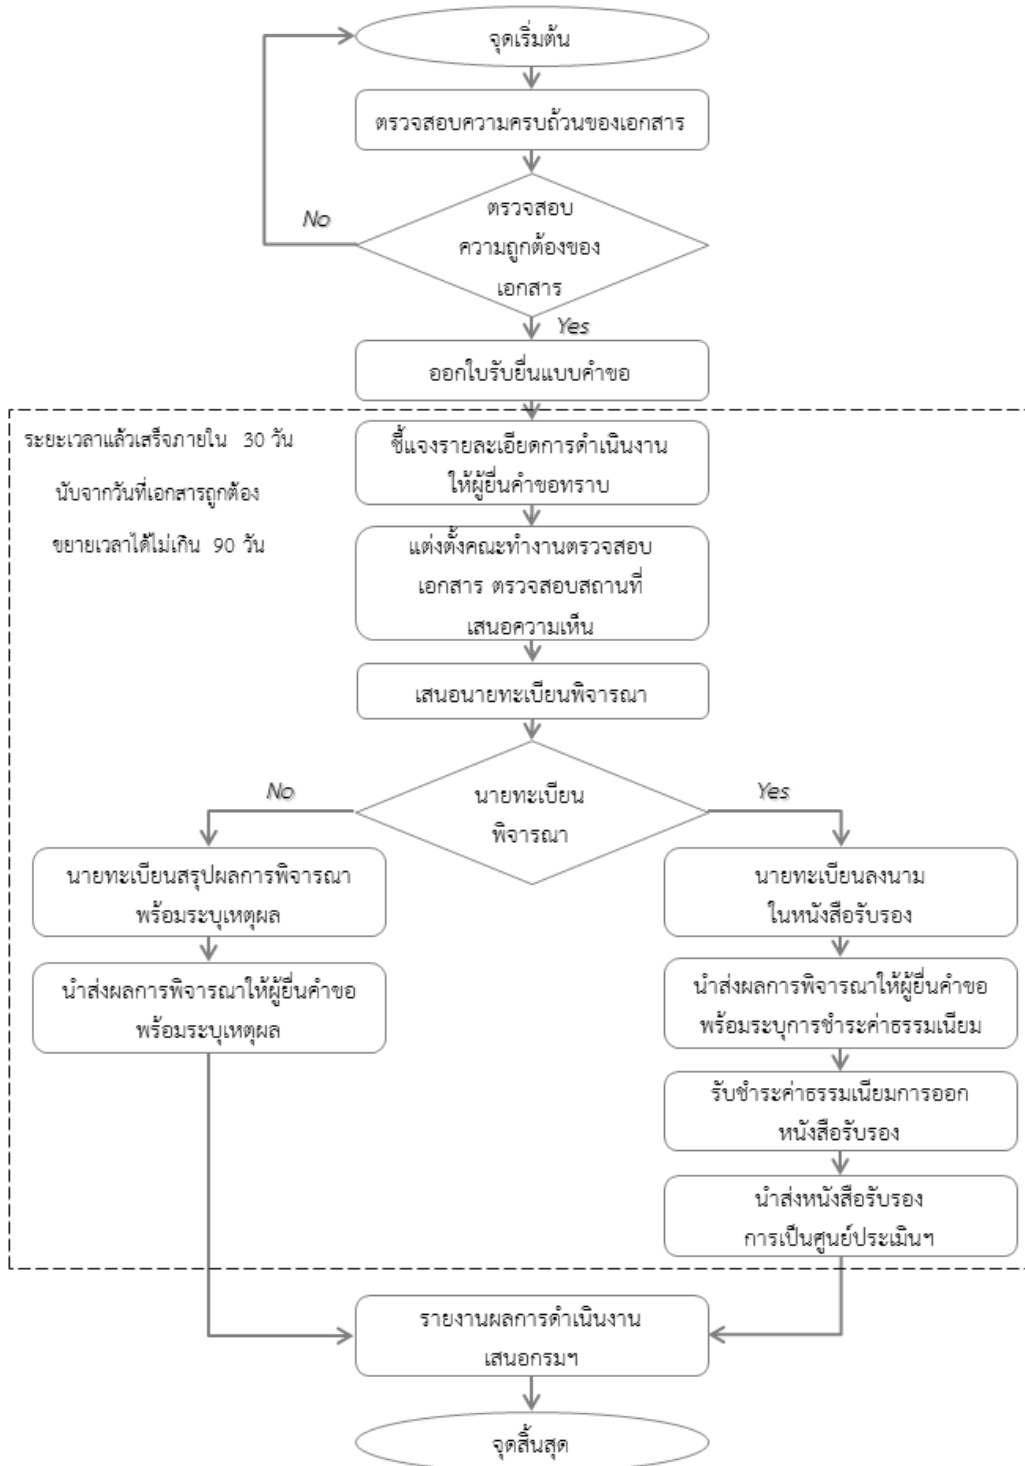 จุดเริ่มต้น
ตรวจสอบความครบถ้วนของเอกสาร
No
ตรวจสอบ
ความถูกต้องของ
เอกสาร
Yes
ออกใบรับยื่นแบบคำขอ
ระยะเวลาแล้วเสร็จภายใน 30 วัน
นับจากวันที่เอกสารถูกต้อง
ขยายเวลาได้ไม่เกิน 90 วัน
ชี้แจงรายละเอียดการดำเนินงาน
ให้ผู้ยื่นคำขอทราบ
แต่งตั้งคณะทำงานตรวจสอบ
เอกสาร ตรวจสอบสถานที่
เสนอความเห็น
เสนอนายทะเบียนพิจารณา
No
นายทะเบียน
พิจารณา
Yes
นายทะเบียนสรุปผลการพิจารณา
พร้อมระบุเหตุผล
นำส่งผลการพิจารณาให้ผู้ยื่นคำขอ
พร้อมระบุเหตุผล
นายทะเบียนลงนาม
ในหนังสือรับรอง
นำส่งผลการพิจารณาให้ผู้ยื่นคำขอ
พร้อมระบุการชำระค่าธรรมเนียม
รับชำระค่าธรรมเนียมการออก
หนังสือรับรอง
นำส่งหนังสือรับรอง
การเป็นศูนย์ประเมินฯ
รายงานผลการดำเนินงาน
เสนอกรมฯ
จุดสิ้นสุด